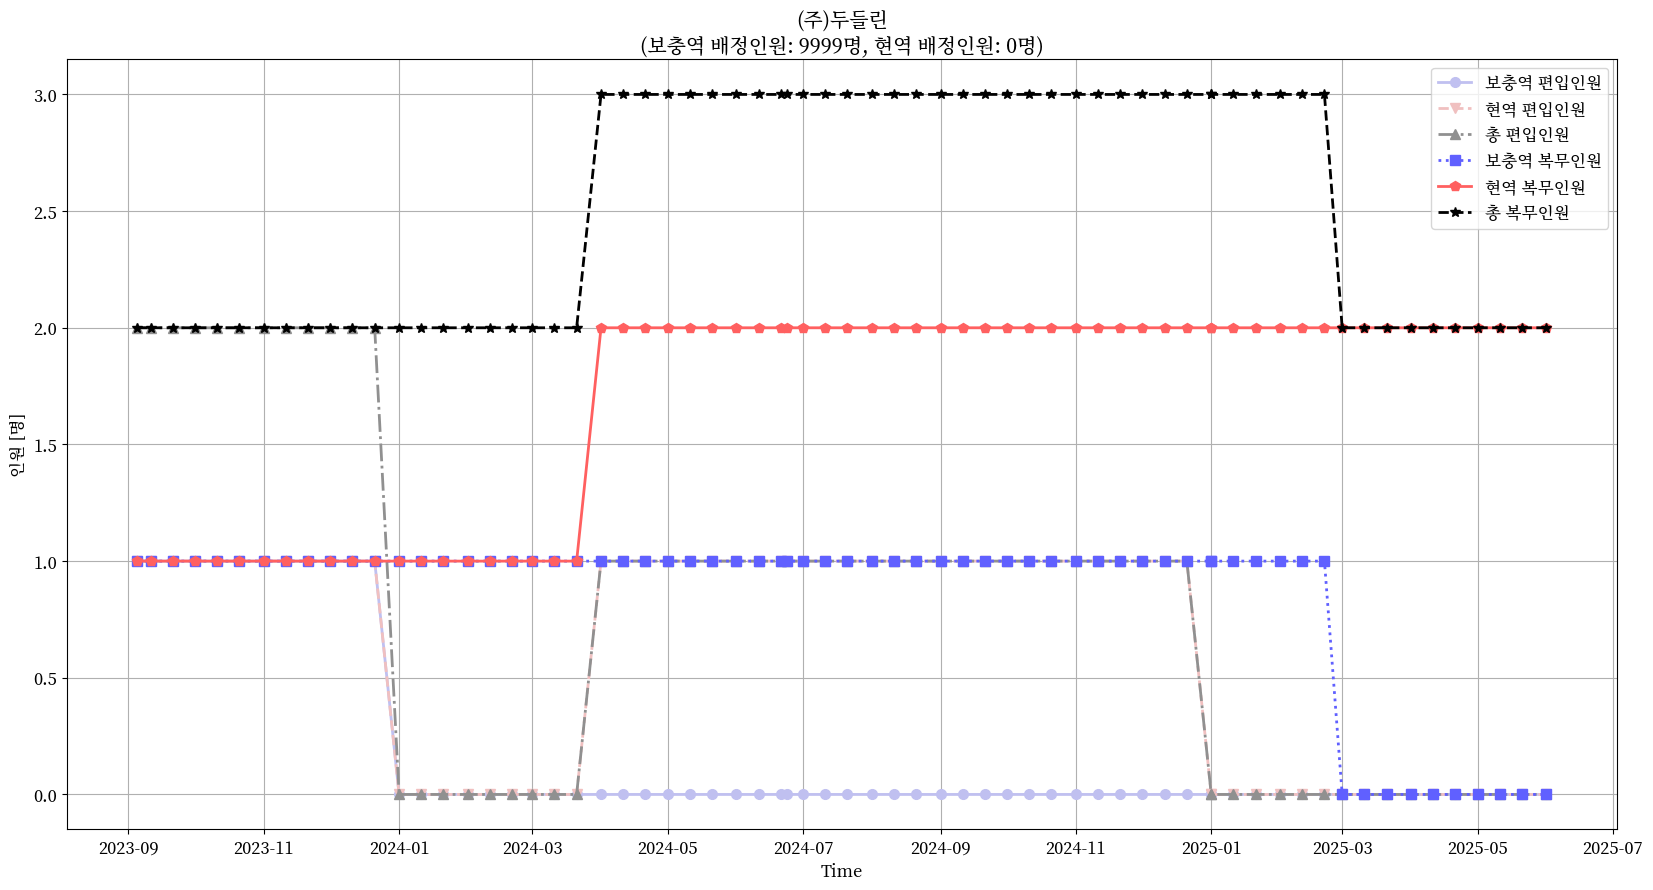 (주)두들린
(보충역 배정인원: 9999명, 현역 배정인원: 0명)
보충역 편입인원
현역 편입인원
총 편입인원
보충역 복무인원
현역 복무인원
총 복무인원
인원 [명]
3.0
2.5
2.0
1.5
1.0
0.5
0.0
2023-09
2023-11
2024-01
2024-03
2024-05
2024-07
2024-09
2024-11
2025-01
2025-03
2025-05
2025-07
Time